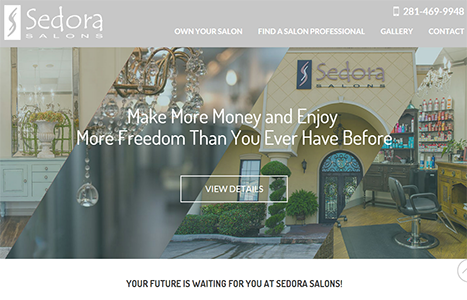 Sedora
SALONS
281-469-9948
OWN YOUR SALON
FIND A SALON PROFESSIONAL
GALLERY
CONTACT
Sedora
SALONS
Make More Money and Enjoy
More Freedom Than You Ever Have Before.
VIEW DETAILS
YOUR FUTURE IS WAITING FOR YOU AT SEDORA SALONS!